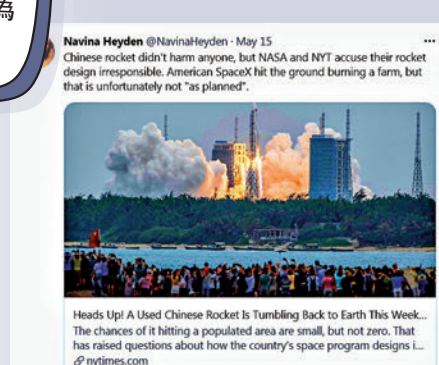 為
Navina Heyden @NavinaHeyden · May 15
Chinese rocket didn't harm anyone, but NASA and NYT accuse their rocket
design irresponsible. American SpaceX hit the ground burning a farm, but
that is unfortunately not "as planned".
Heads Up! A Used Chinese Rocket Is Tumbling Back to Earth This Week...
The chances of it hitting a populated area are small, but not zero. That
has raised questions about how the country's space program designs i...
nytimes.com